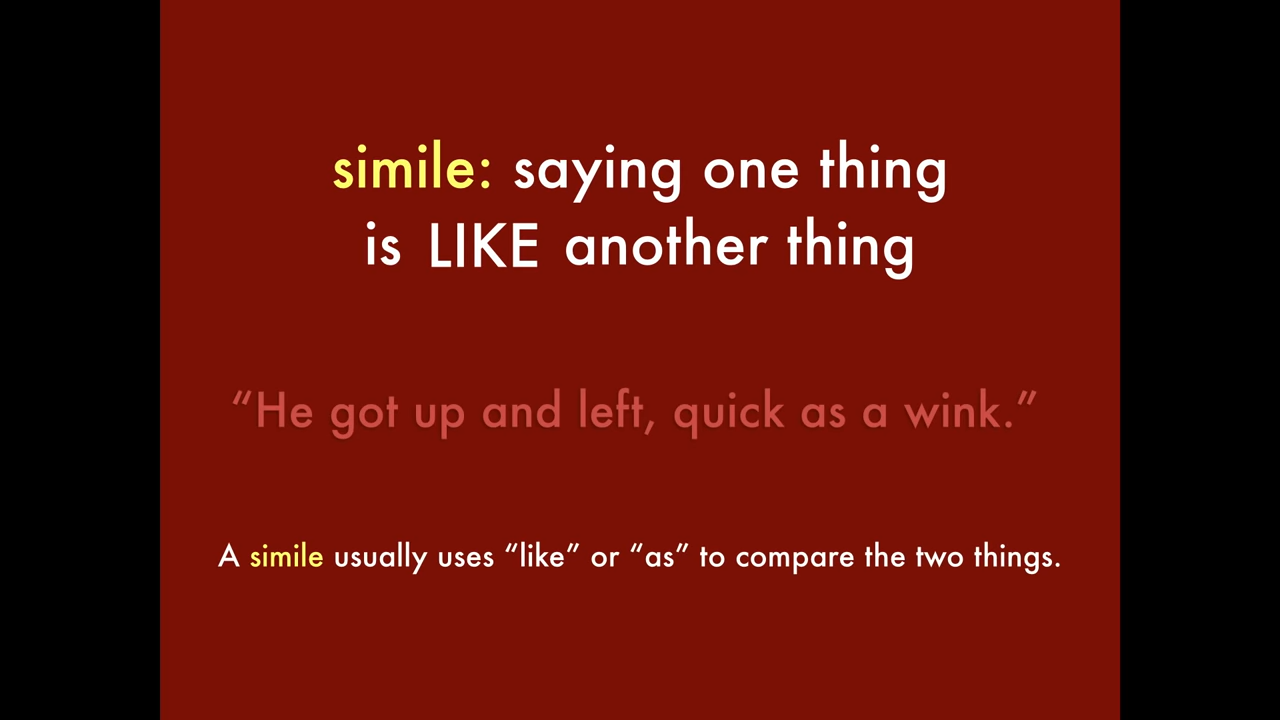 simile: saying one thing
is LIKE another thing
“He got up and left, quick as a wink.”
A simile usually uses “like” or “as” to compare the two things.